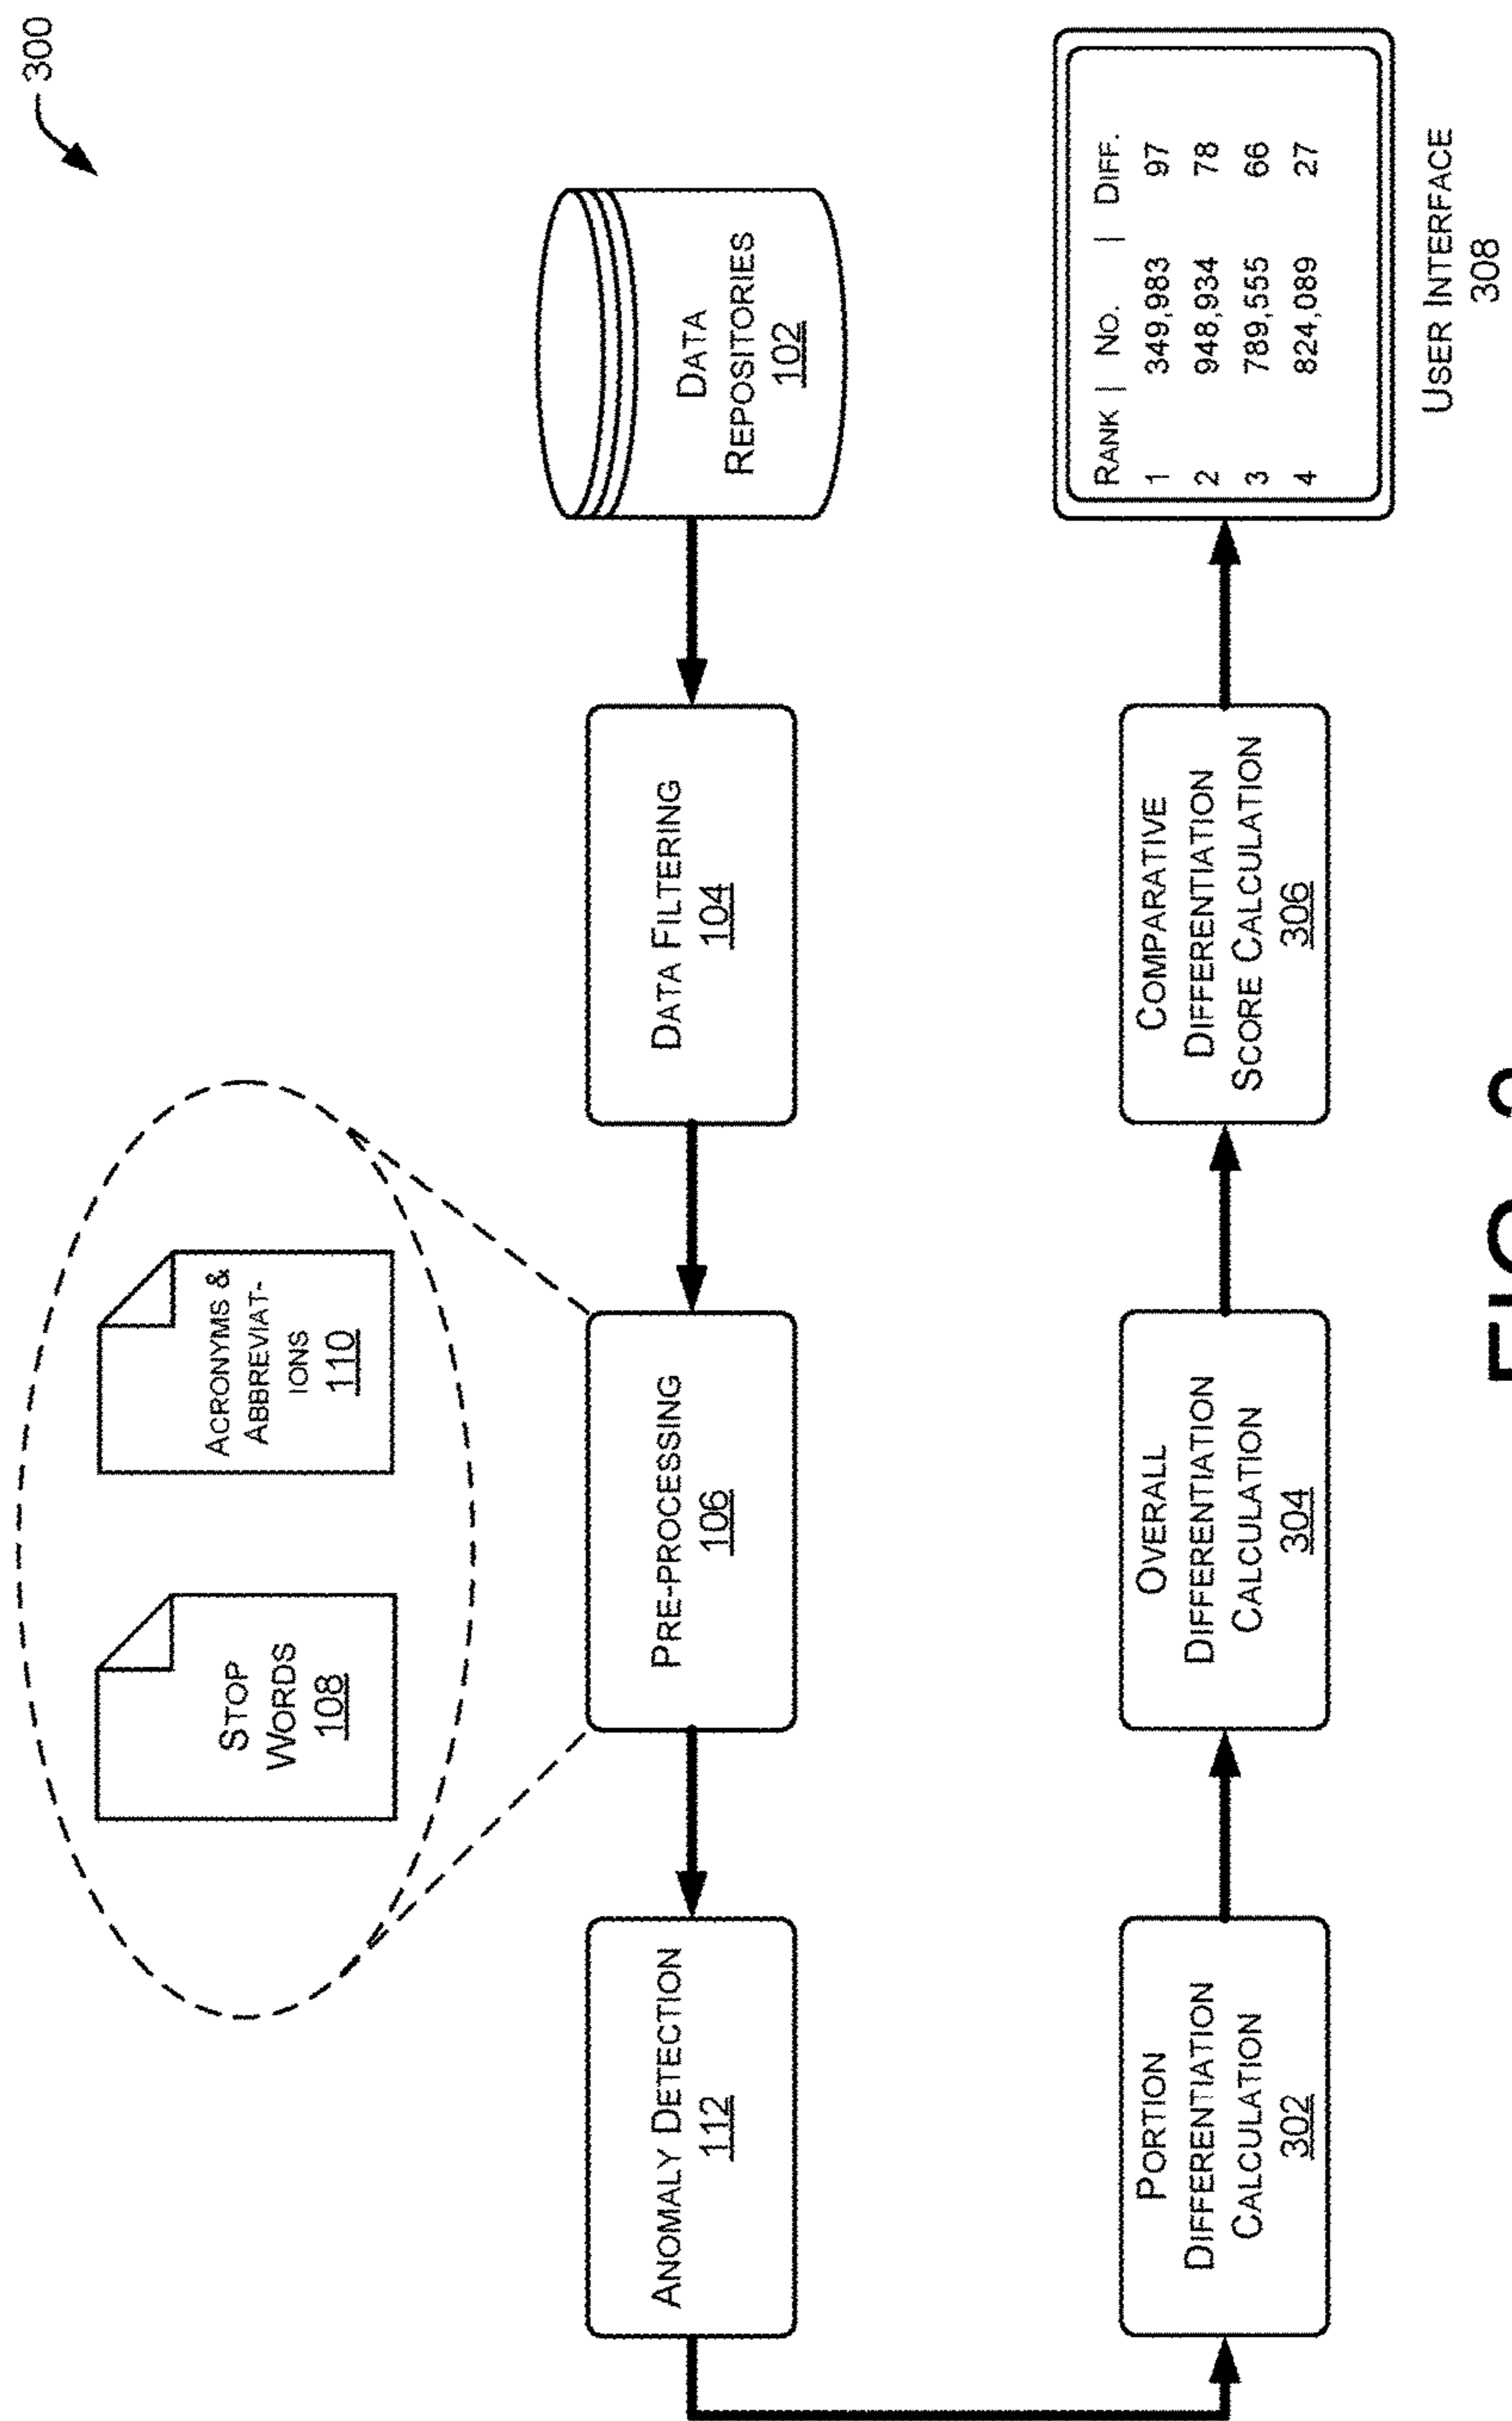 300
STOP
WORDS
108
ACRONYMS &
ABBREVIAT-
IONS
110
ANOMALY DETECTION
112
PRE-PROCESSING
106
DATA FILTERING
104
DATA
REPOSITORIES
102
PORTION
DIFFERENTIATION
CALCULATION
302
OVERALL
DIFFERENTIATION
CALCULATION
304
COMPARATIVE
DIFFERENTIATION
SCORE CALCULATION
306
RANK | NO. | DIFF.
1 349,983 97
2 948,934 78
3 789,555 66
4 824,089 27
USER INTERFACE
308